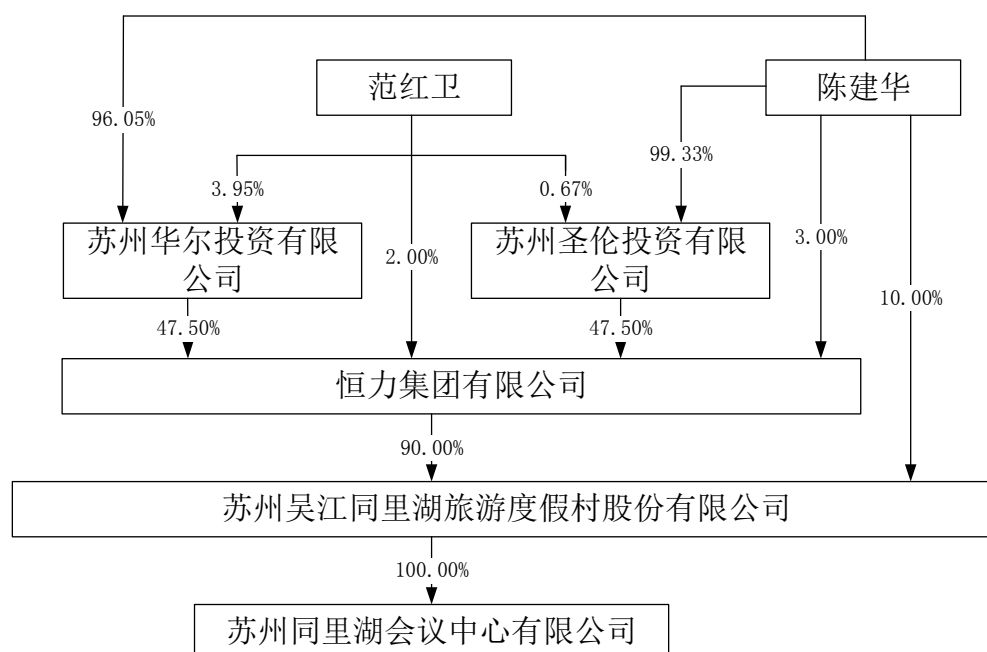 范红卫
陈建华
96.05%
99.33%
3.95%
0.67%
苏州华尔投资有限
公司
2.00%
苏州圣伦投资有限
公司
3.00%
10.00%
47.50%
47.50%
恒力集团有限公司
90.00%
苏州吴江同里湖旅游度假村股份有限公司
100.00%
苏州同里湖会议中心有限公司